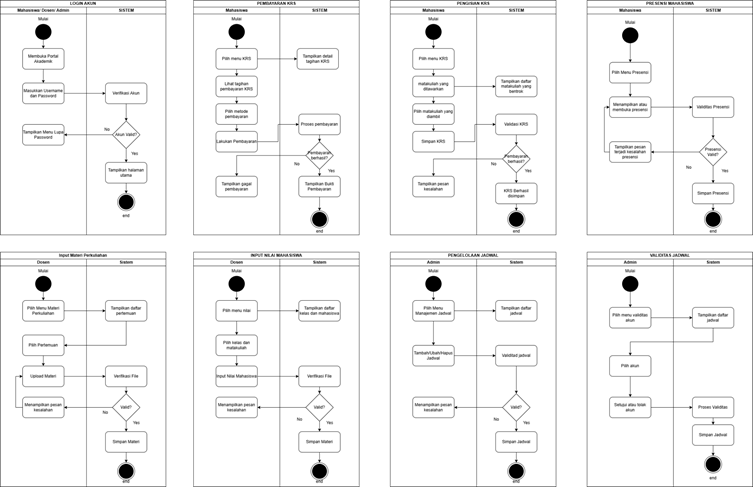 LOGIN AKUN
Mahasiswa/ Dosen/ Admin
SISTEM
Mulai
Membuka Portal
Akademik
Masukkan Username
dan Password
Verifikasi Akun
No
Akun Valid?
Tampilkan Menu Lupa
Password
Yes
Tampilkan halaman
utama
end
PEMBAYARAN KRS
Mahasiswa
SISTEM
Mulai
Pilih menu KRS
Tampilkan detail
tagihan KRS
Lihat tagihan
pembayaran KRS
Pilih metode
pembayaran
Proses pembayaran
Lakukan Pembayaran
Pembayaran
berhasil?
No
Yes
Tampilkan gagal
pembayaran
Tampilkan Bukti
Pembayaran
end
PENGISIAN KRS
Mahasiswa
SISTEM
Mulai
Pilih menu KRS
matakuliah yang
ditawarkan
Tampilkan daftar
matakuliah yang
bentrok
Pilih matakuliah yang
diambil
Validasi KRS
Simpan KRS
Pembayaran
berhasil?
No
Yes
Tampilkan pesan
kesalahan
KRS Berhasil
disimpan
end
PRESENSI MAHASISWA
Mahasiswa
SISTEM
Mulai
Pilih Menu Presensi
Menampilkan atau
membuka presensi
Validitas Presensi
Tampilkan pesan
terjadi kesalahan
presensi
Presensi
Valid?
No
Yes
Simpan Presensi
end
Input Materi Perkuliahan
Dosen
Sistem
Mulai
Pilih Menu Materi
Perkuliahan
Tampilkan daftar
pertemuan
Pilih Pertemuan
Upload Materi
Verifikasi File
Menampilkan pesan
kesalahan
Valid?
No
Yes
Simpan Materi
end
INPUT NILAI MAHASISWA
Dosen
Sistem
Mulai
Pilih menu nilai
Tampilkan daftar
kelas dan mahasiswa
Pilih kelas dan
matakuliah
Input Nilai Mahasiswa
Verifikasi File
Menampilkan pesan
kesalahan
Valid?
No
Yes
Simpan Materi
end
PENGELOLAAN JADWAL
Admin
Sistem
Mulai
Pilih Menu
Manajemen Jadwal
Tampilkan daftar
jadwal
Tambah/Ubah/Hapus
Jadwal
Validitad jadwal
Menampilkan pesan
kesalahan
Valid?
No
Yes
Simpan Jadwal
end
VALIDITAS JADWAL
Admin
Sistem
Mulai
Pilih menu validitas
akun
Tampilkan daftar
jadwal
Pilih akun
Setujui atau tolak
akun
Proses Validitas
Simpan Jadwal
end